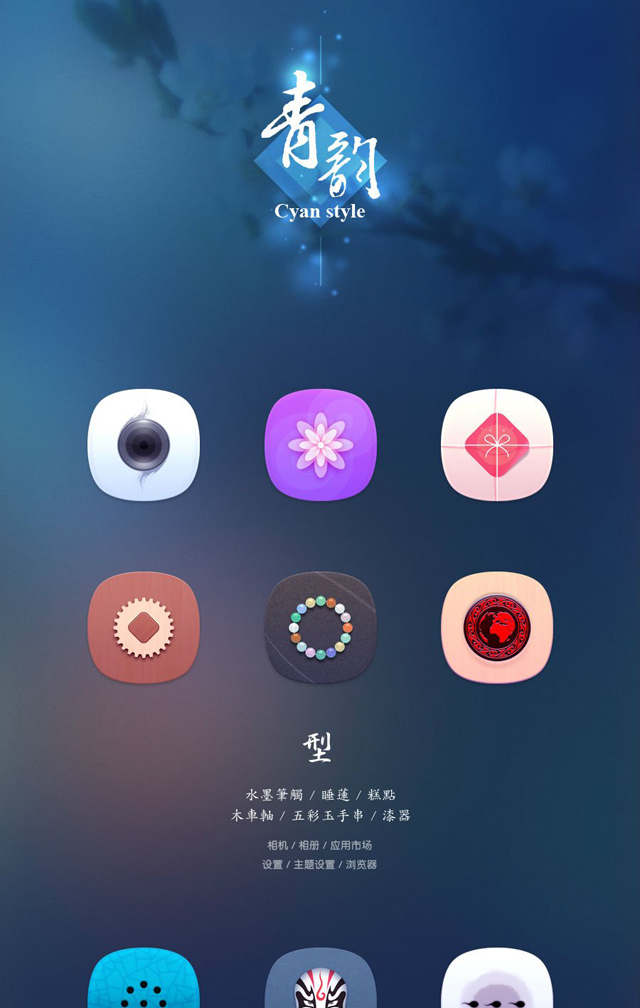 青韵
Cyan style
型
水墨筆觸 / 睡蓮 / 糕點
木車軸 / 五彩玉手串 / 漆器
相机 / 相册 / 应用市场
设置 / 主题设置 / 浏览器